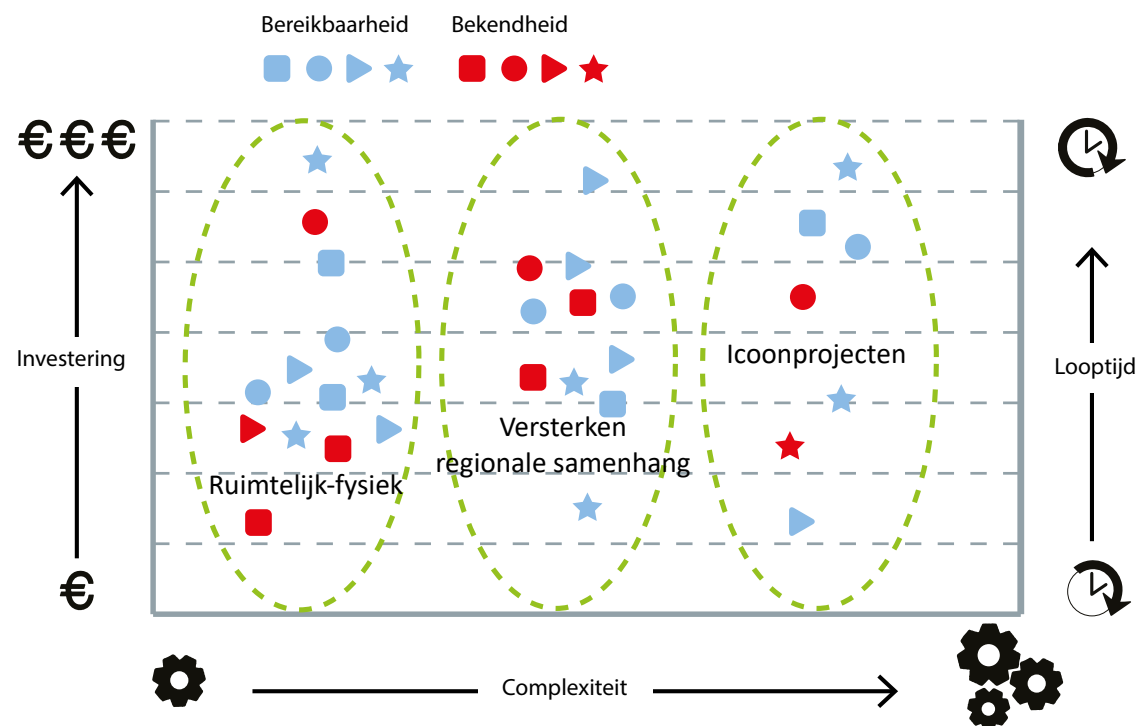 Bereikbaarheid Bekendheid
€ € €
Investering
Icoonprojecten
Looptijd
Versterken
regionale samenhang
Ruimtelijk-fysiek
€
Complexiteit